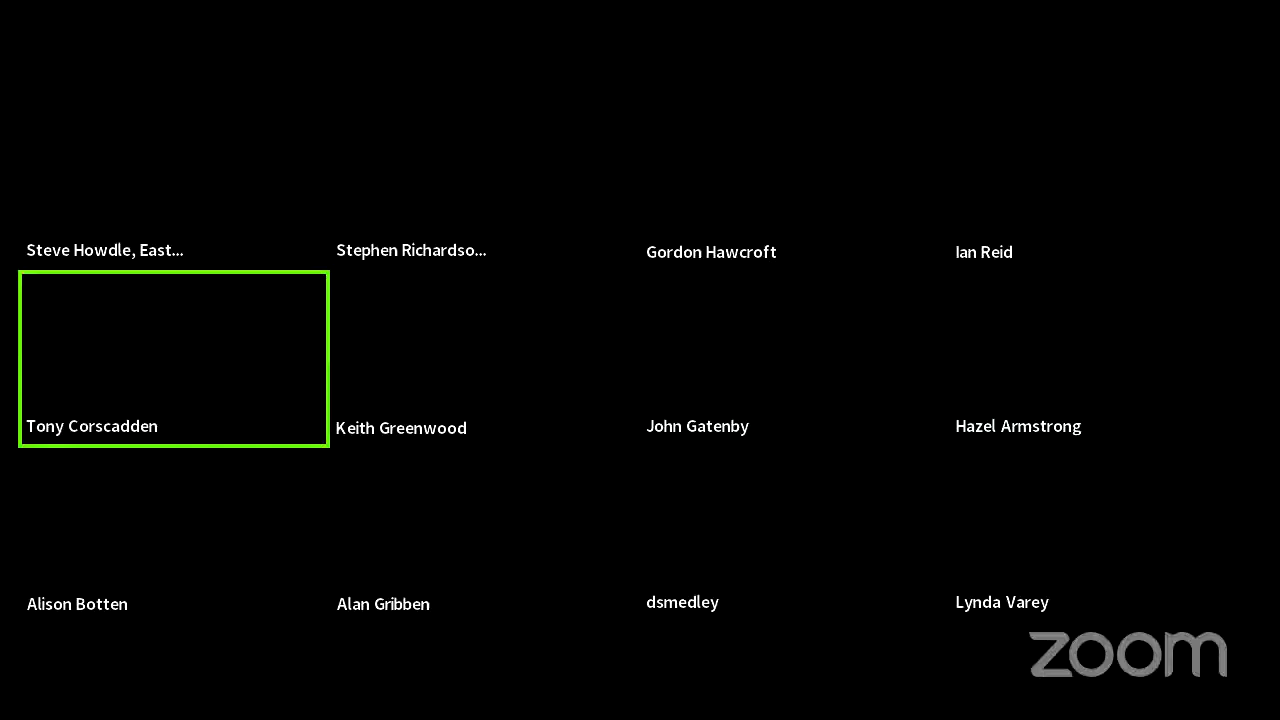 Steve Howdle, East...
Stephen Richardso...
Gordon Hawcroft
Ian Reid
Tony Corscadden
Keith Greenwood
John Gatenby
Hazel Armstrong
Alison Botten
Alan Gribben
dsmedley
Lynda Varey
zoom